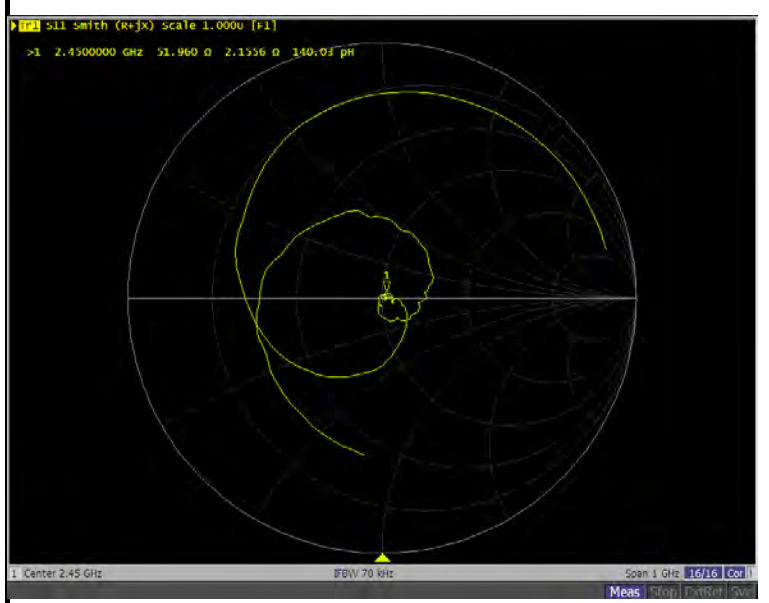 Tr1 S11 Smith (R+jX) Scale 1.000U [F1]
>1 2.4500000 GHz 51.960 Ω 2.1556 Ω 140.03 pH
1
1 Center 2.45 GHz IFBW 70 kHz Span 1 GHz 16/16 Cor
Meas Stop ExtRef Svc